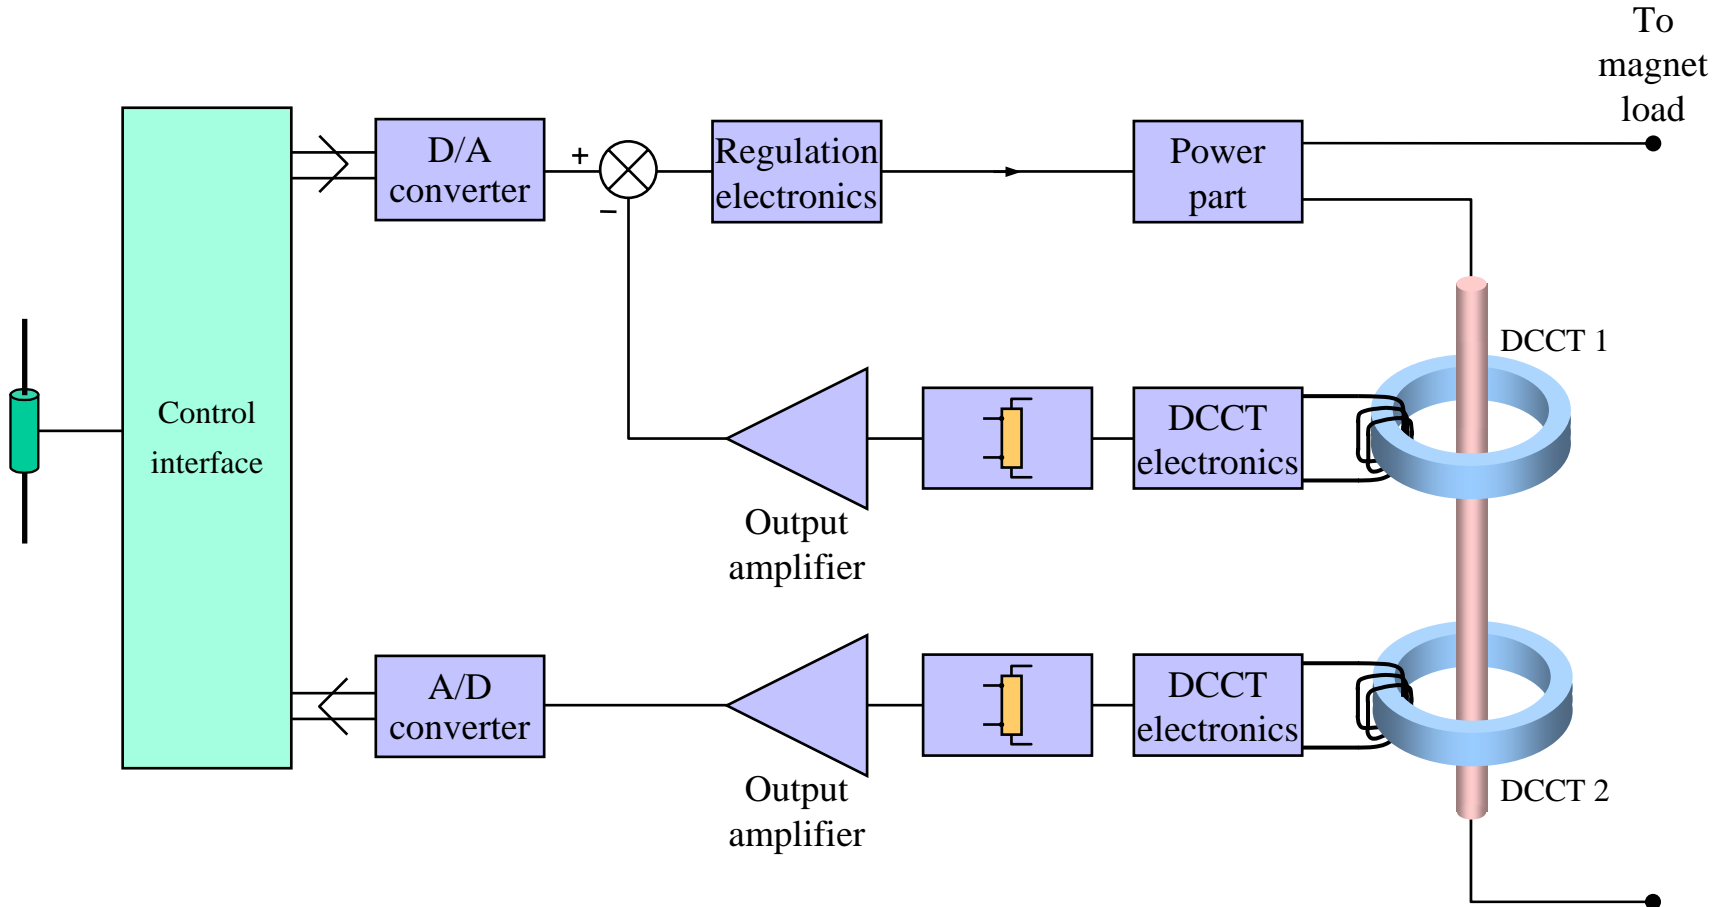 To
magnet
load
D/A
converter
+
−
Regulation
electronics
Power
part
DCCT 1
Control
interface
DCCT
electronics
Output
amplifier
A/D
converter
DCCT
electronics
DCCT 2
Output
amplifier